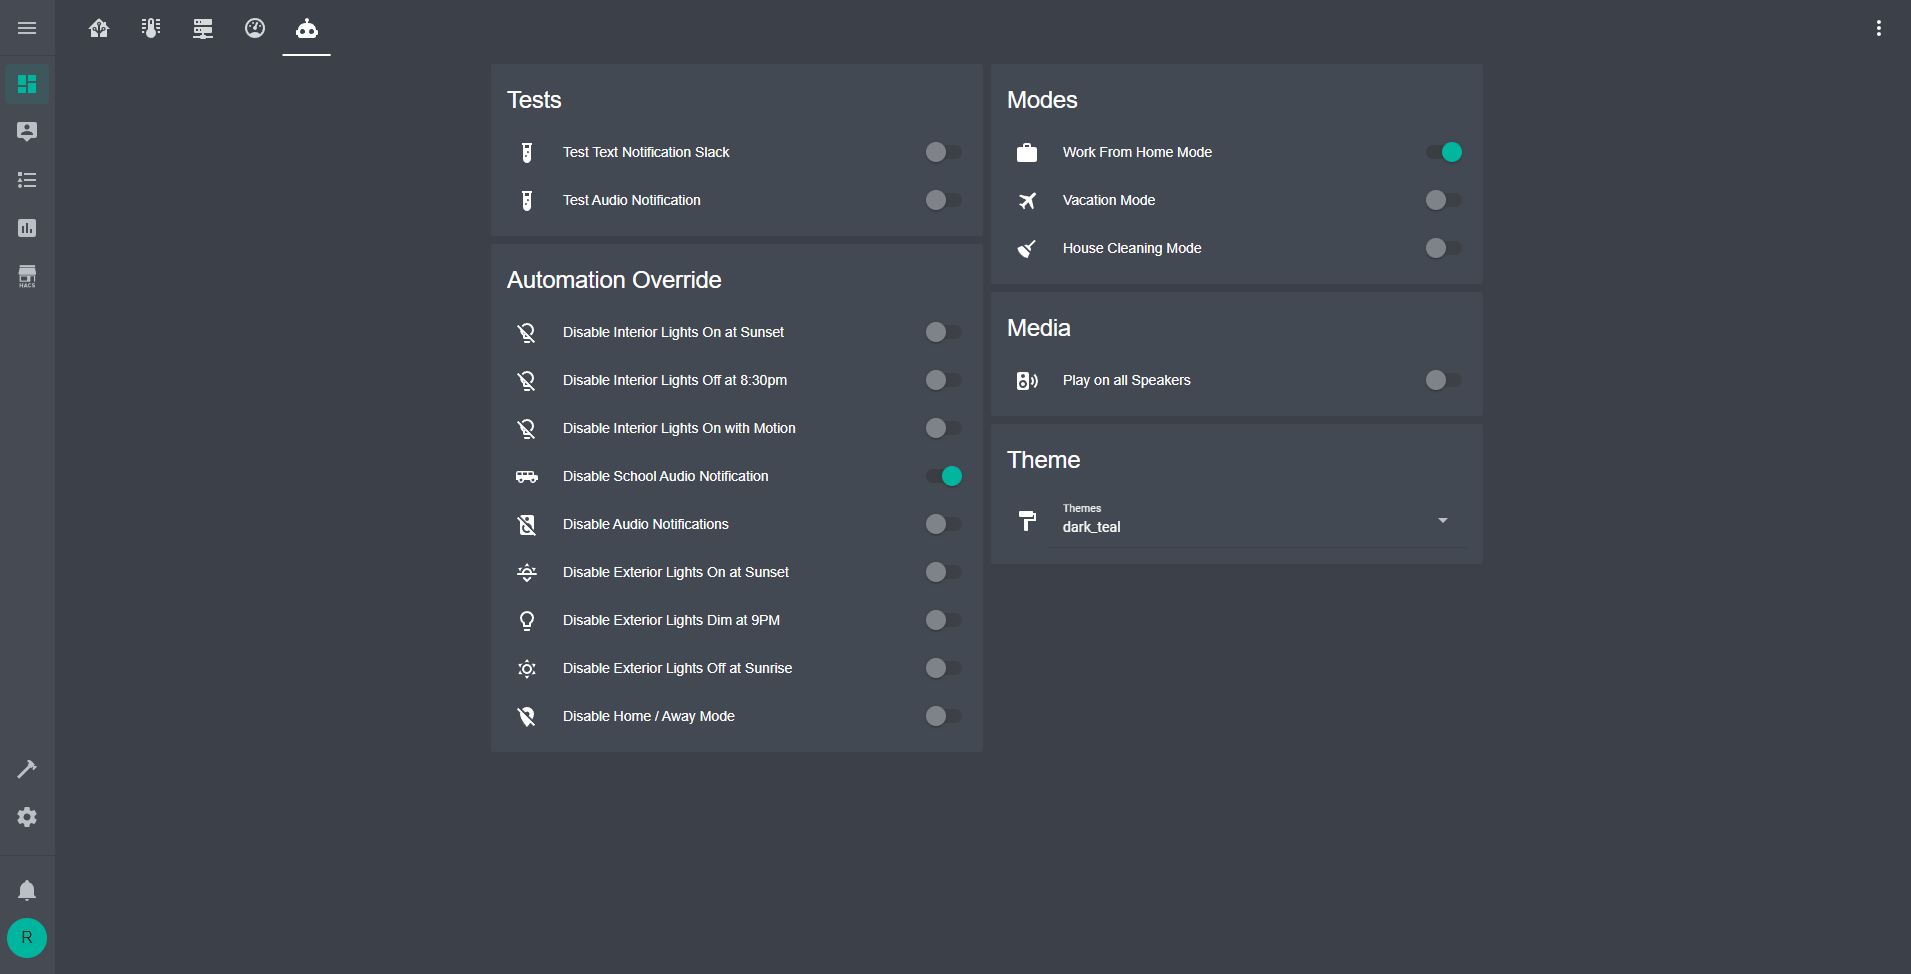 HACS
R
Tests
Test Text Notification Slack
Test Audio Notification
Automation Override
Disable Interior Lights On at Sunset
Disable Interior Lights Off at 8:30pm
Disable Interior Lights On with Motion
Disable School Audio Notification
Disable Audio Notifications
Disable Exterior Lights On at Sunset
Disable Exterior Lights Dim at 9PM
Disable Exterior Lights Off at Sunrise
Disable Home / Away Mode
Modes
Work From Home Mode
Vacation Mode
House Cleaning Mode
Media
Play on all Speakers
Theme
Themes
dark_teal